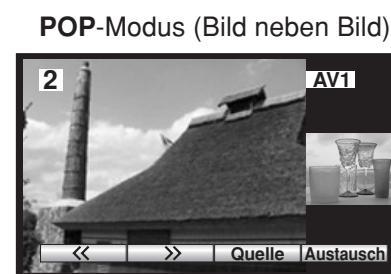 POP-Modus (Bild neben Bild)
2 AV1
<< >> Quelle Austausch